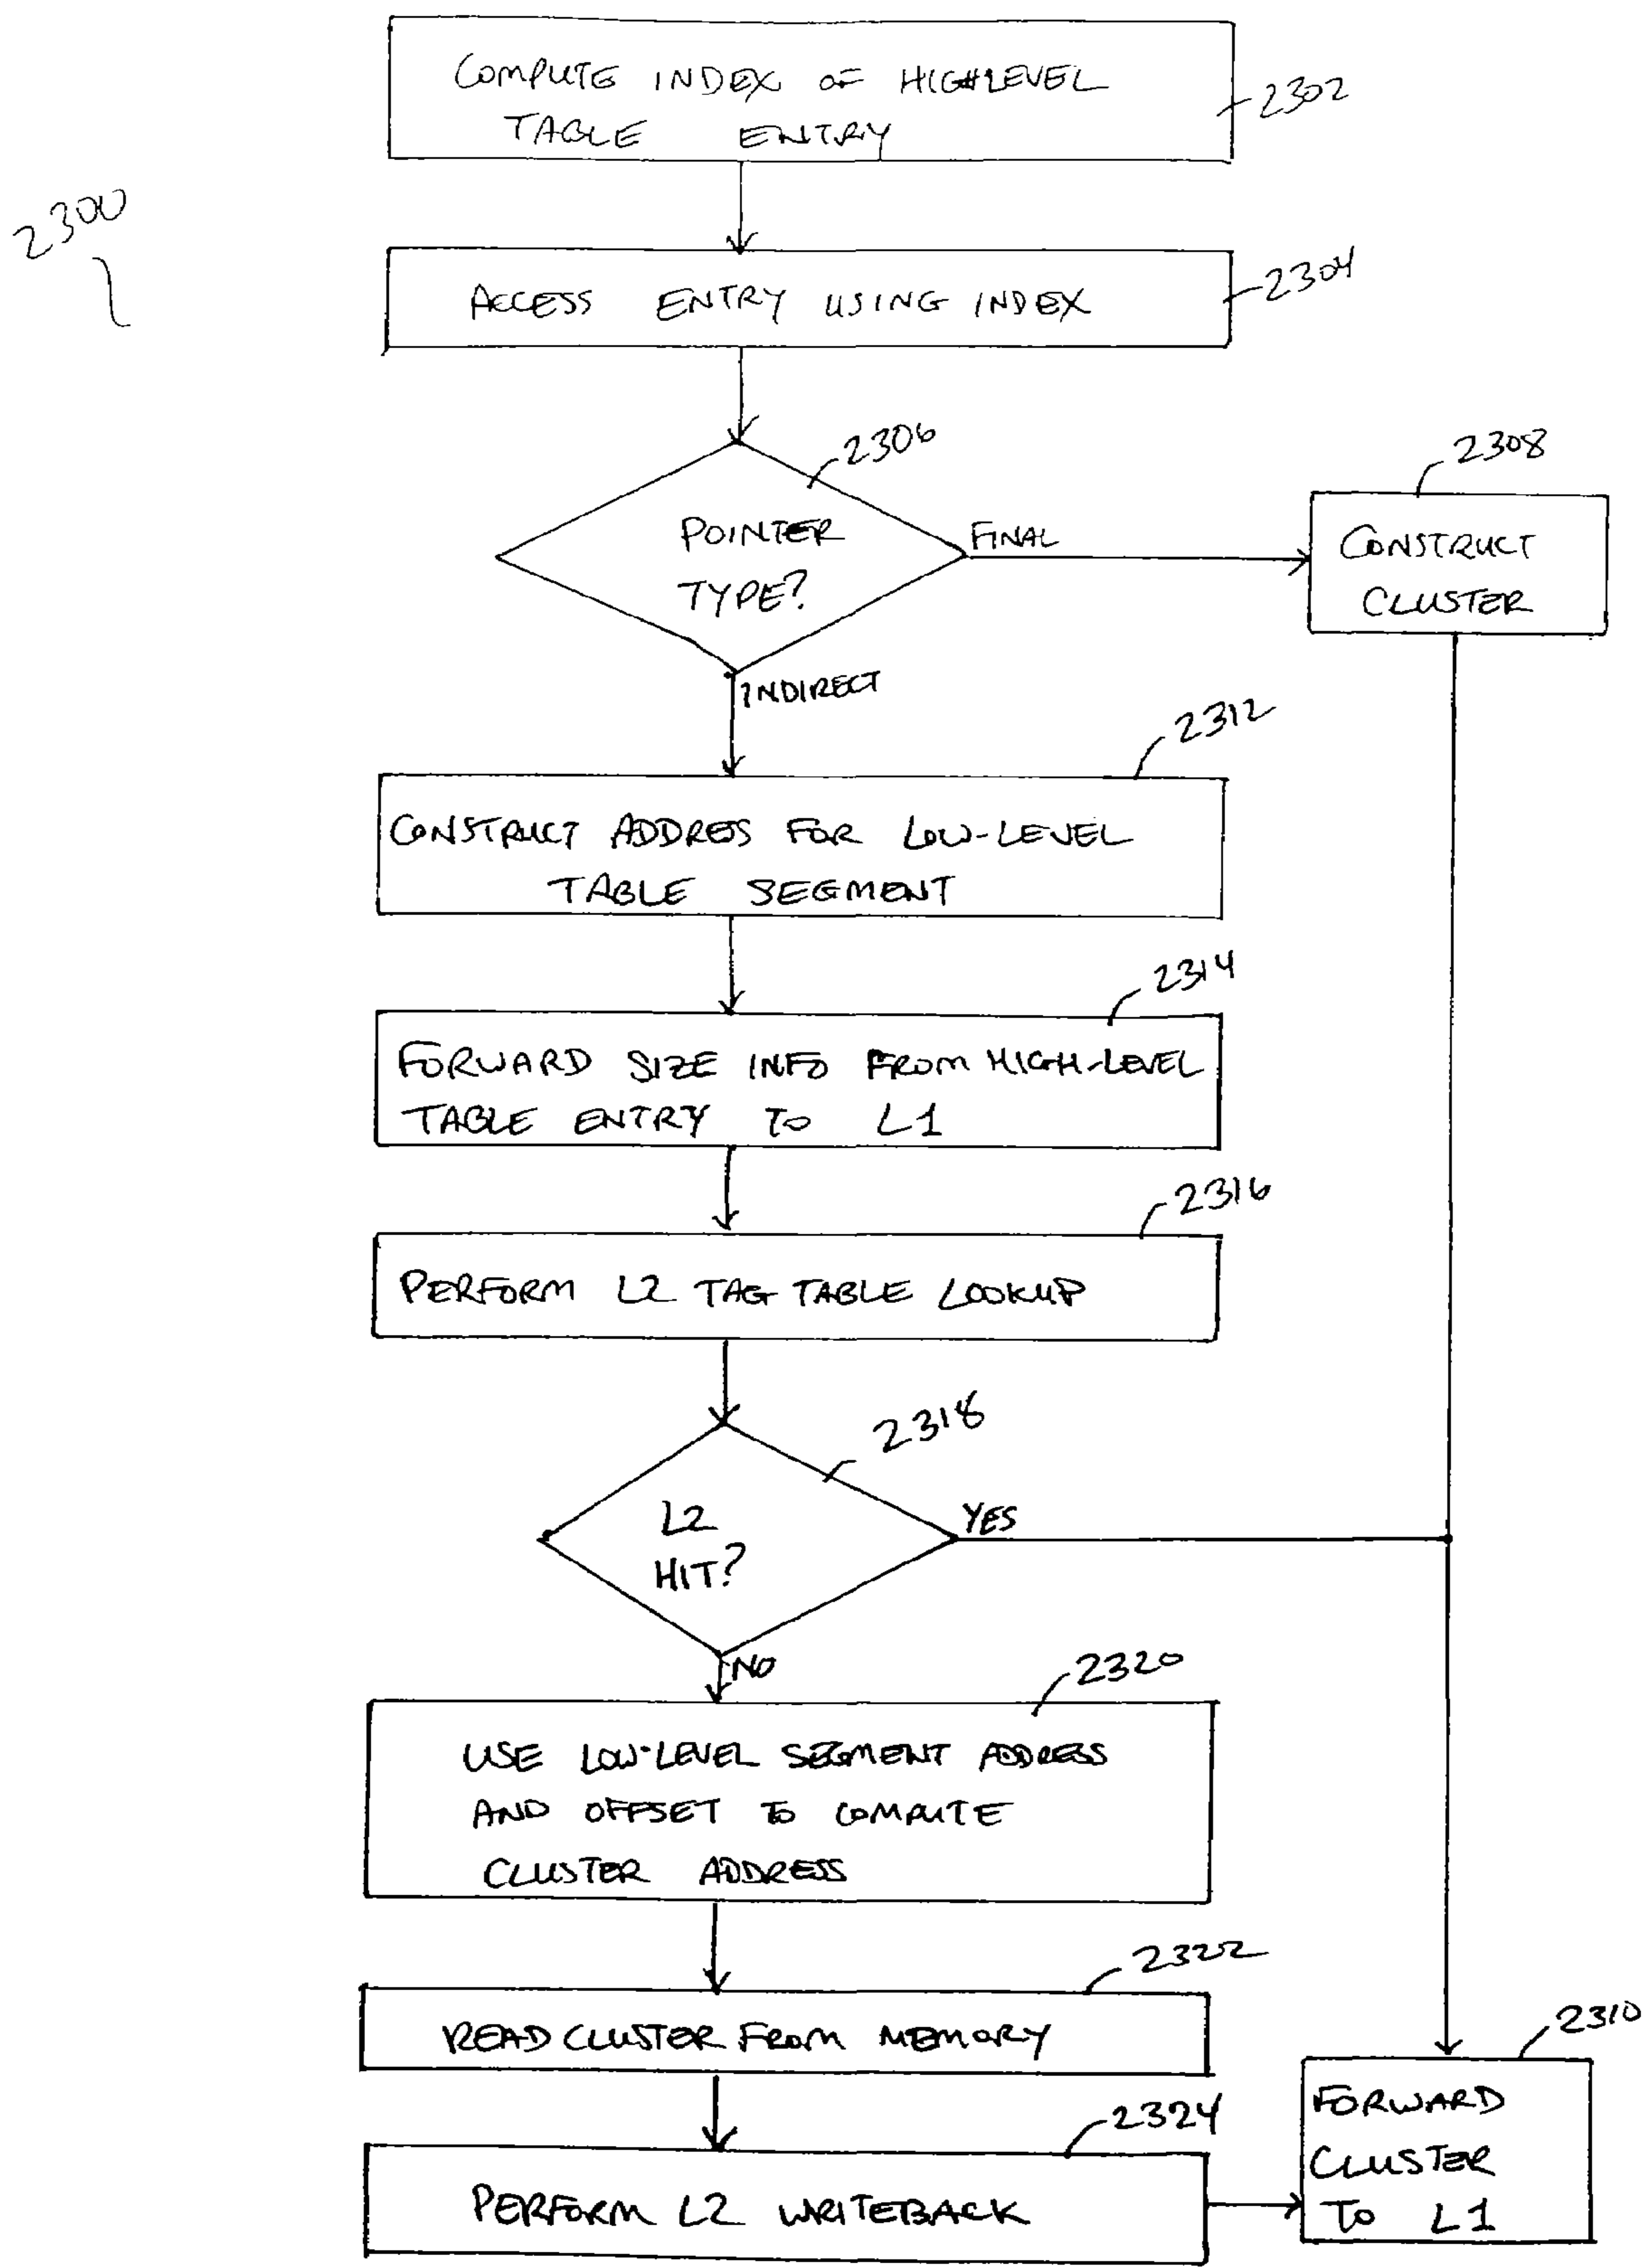 COMPUTE INDEX OF HIGH LEVEL
TABLE ENTRY
2302
2300
ACCESS ENTRY USING INDEX
2304
2306
POINTER
TYPE?
FINAL
2308
CONSTRUCT
CLUSTER
INDIRECT
2312
CONSTRUCT ADDRESS FOR LOW-LEVEL
TABLE SEGMENT
2314
FORWARD SIZE INFO FROM HIGH-LEVEL
TABLE ENTRY TO L1
2316
PERFORM L2 TAG TABLE LOOKUP
2318
L2
HIT?
YES
NO
2320
USE LOW-LEVEL SEGMENT ADDRESS
AND OFFSET TO COMPUTE
CLUSTER ADDRESS
2322
READ CLUSTER FROM MEMORY
2310
FORWARD
CLUSTER
TO L1
2324
PERFORM L2 WRITEBACK